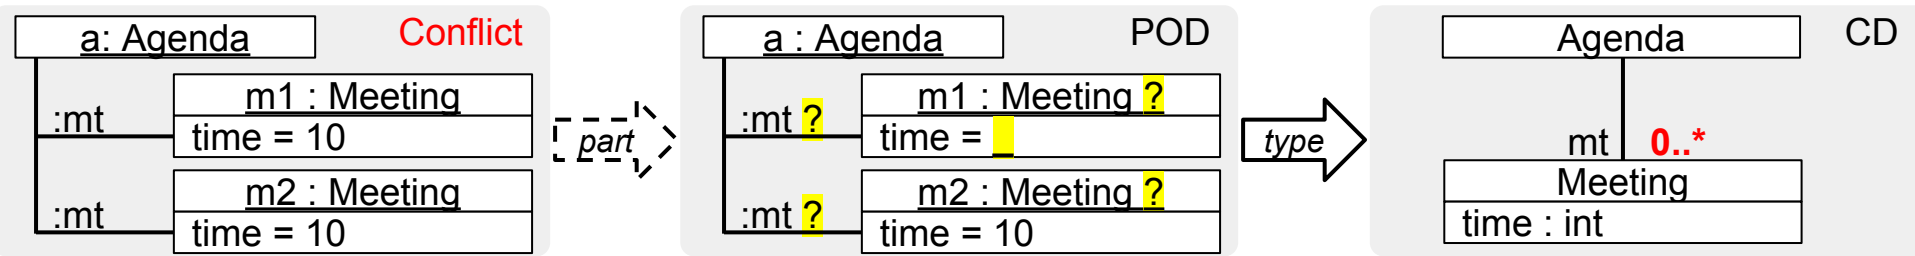 a: Agenda
Conflict
:mt
m1 : Meeting
time = 10
:mt
m2 : Meeting
time = 10
part
a : Agenda
POD
:mt ?
m1 : Meeting ?
time = _
:mt ?
m2 : Meeting ?
time = 10
type
Agenda
CD
mt 0..*
Meeting
time : int